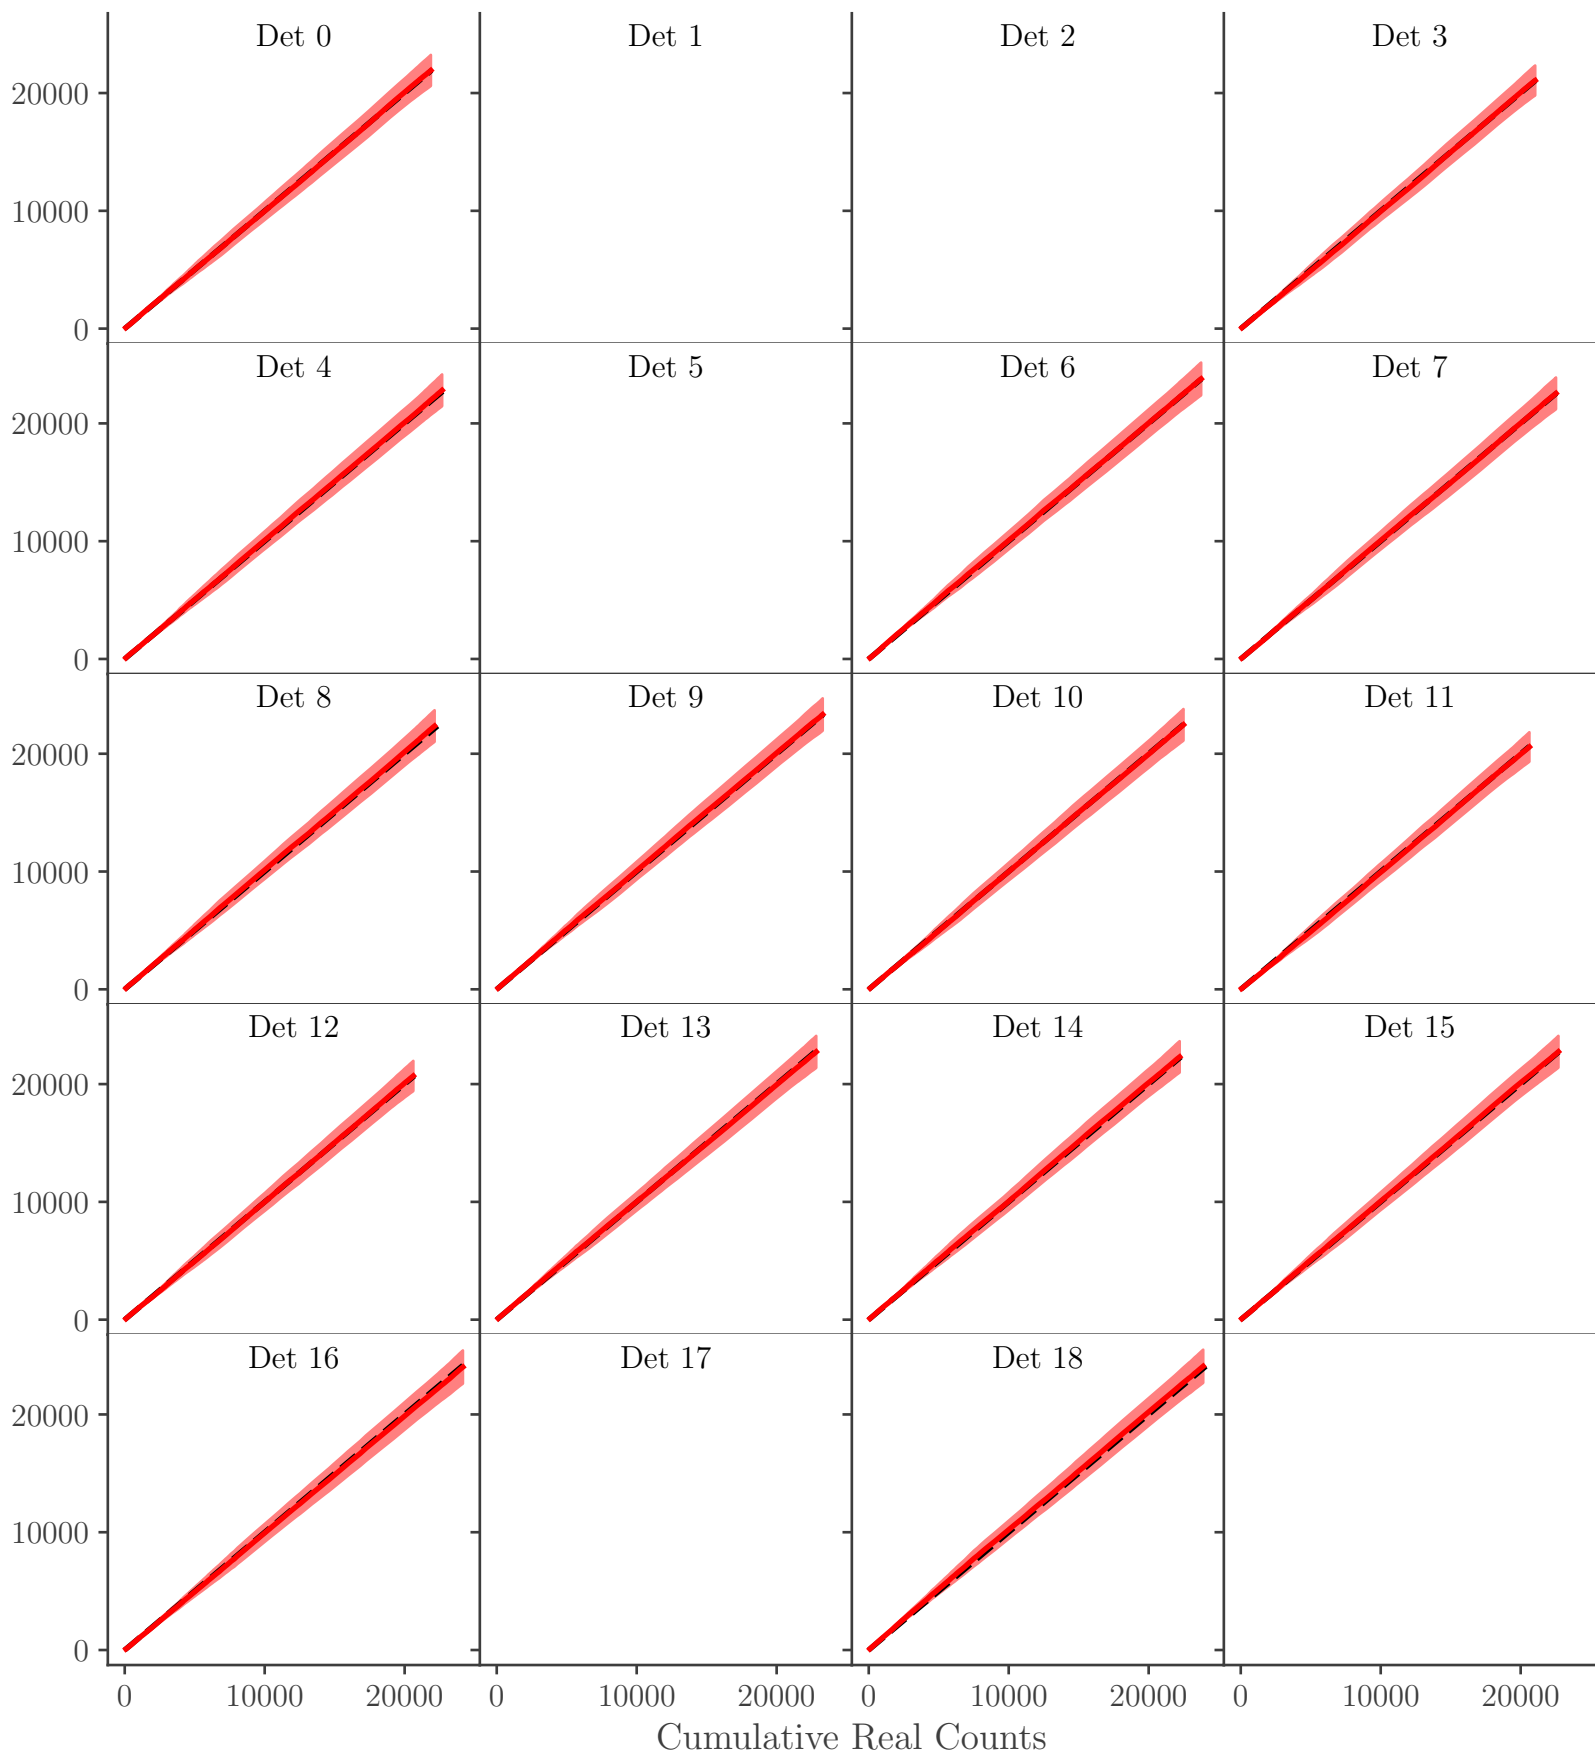 Det 0 Det 1 Det 2 Det 3
20000
10000
0
Det 4 Det 5 Det 6 Det 7
20000
10000
0
Det 8 Det 9 Det 10 Det 11
20000
10000
0
Det 12 Det 13 Det 14 Det 15
20000
10000
0
Det 16 Det 17 Det 18
20000
10000
0
0 10000 20000 0 10000 20000 0 10000 20000 0 10000 20000
Cumulative Real Counts